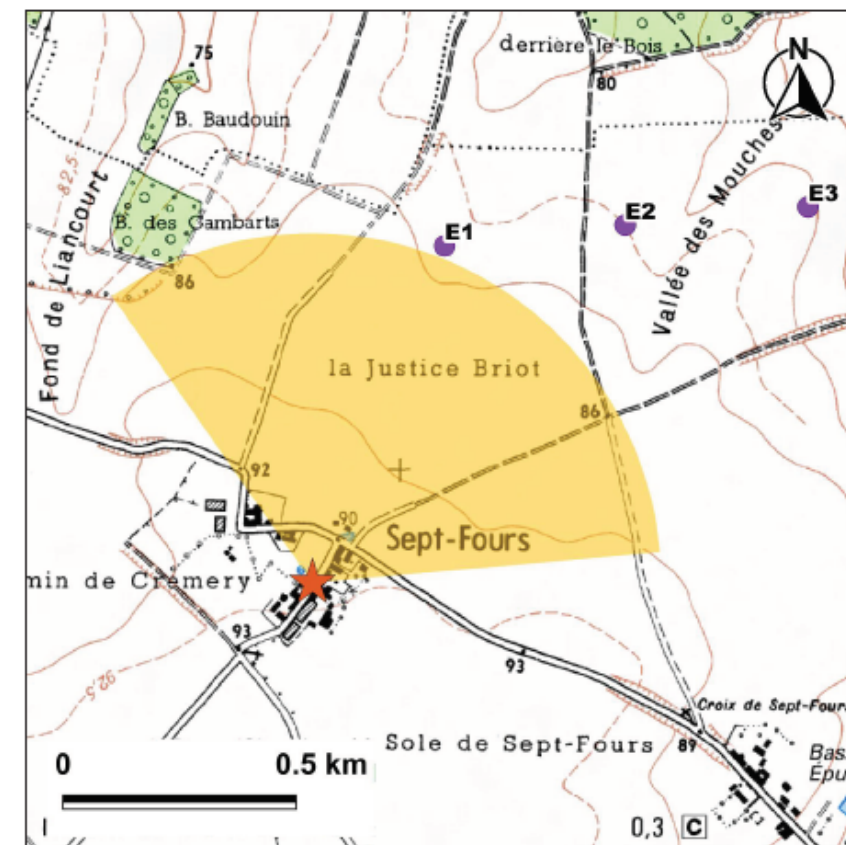 75
derrière le Bois
N
80
B. Baudouin
82,5
Fond de Liancourt
B. des Gambarts
E1
E2
E3
Vallée des Mouches
86
la Justice Briot
86
92
90
Sept-Fours
min de Crémery
93
93
92,5
Croix de Sept-Fours
Sole de Sept-Fours
89
Bas
Épu
0
0.5 km
0,3 C